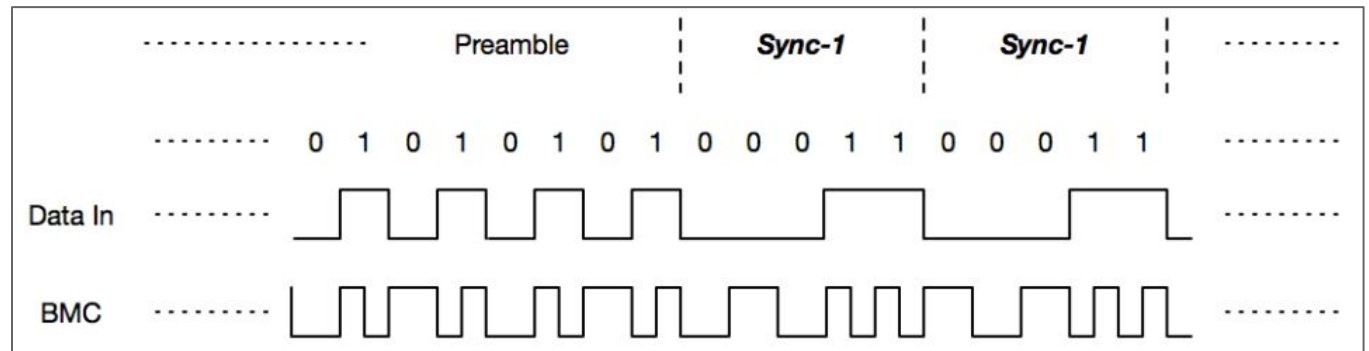 Preamble Sync-1 Sync-1
0 1 0 1 0 1 0 1 0 0 0 1 1 0 0 0 1 1
Data In
BMC